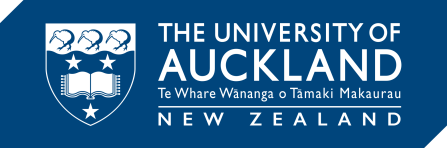 THE UNIVERSITY OF
AUCKLAND
Te Whare Wānanga o Tāmaki Makaurau
NEW ZEALAND